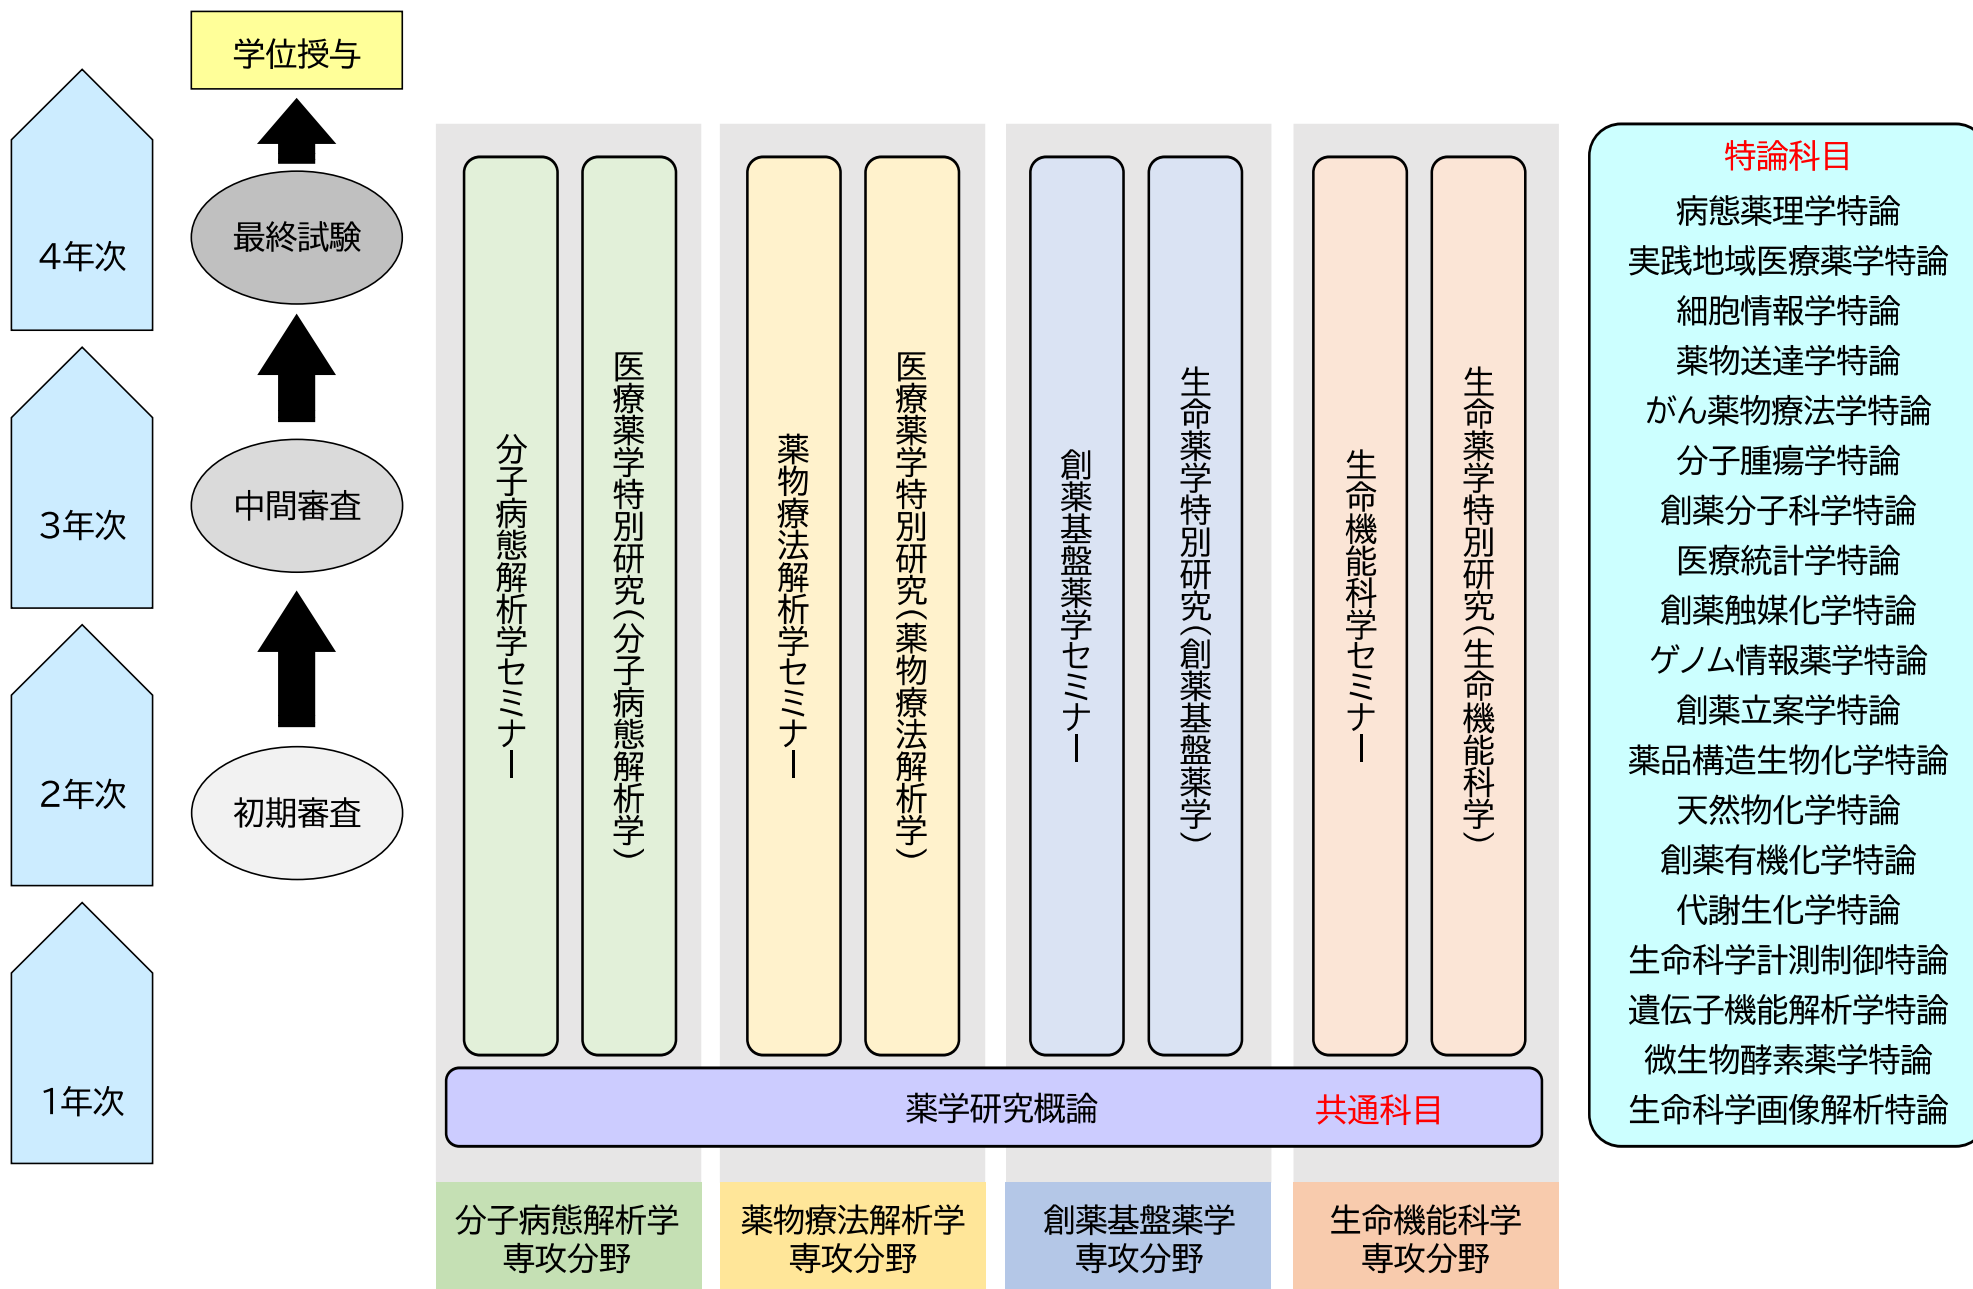 学位授与
4年次
最終試験
3年次
中間審査
2年次
初期審査
1年次
分子病態解析学セミナー
医療薬学特別研究（分子病態解析学）
薬物療法解析学セミナー
医療薬学特別研究（薬物療法解析学）
創薬基盤薬学セミナー
生命薬学特別研究（創薬基盤薬学）
生命機能科学セミナー
生命薬学特別研究（生命機能科学）
薬学研究概論
共通科目
分子病態解析学
専攻分野
薬物療法解析学
専攻分野
創薬基盤薬学
専攻分野
生命機能科学
専攻分野
特論科目
病態薬理学特論
実践地域医療薬学特論
細胞情報学特論
薬物送達学特論
がん薬物療法学特論
分子腫瘍学特論
創薬分子科学特論
医療統計学特論
創薬触媒化学特論
ゲノム情報薬学特論
創薬立案学特論
薬品構造生物化学特論
天然物化学特論
創薬有機化学特論
代謝生化学特論
生命科学計測制御特論
遺伝子機能解析学特論
微生物酵素薬学特論
生命科学画像解析特論